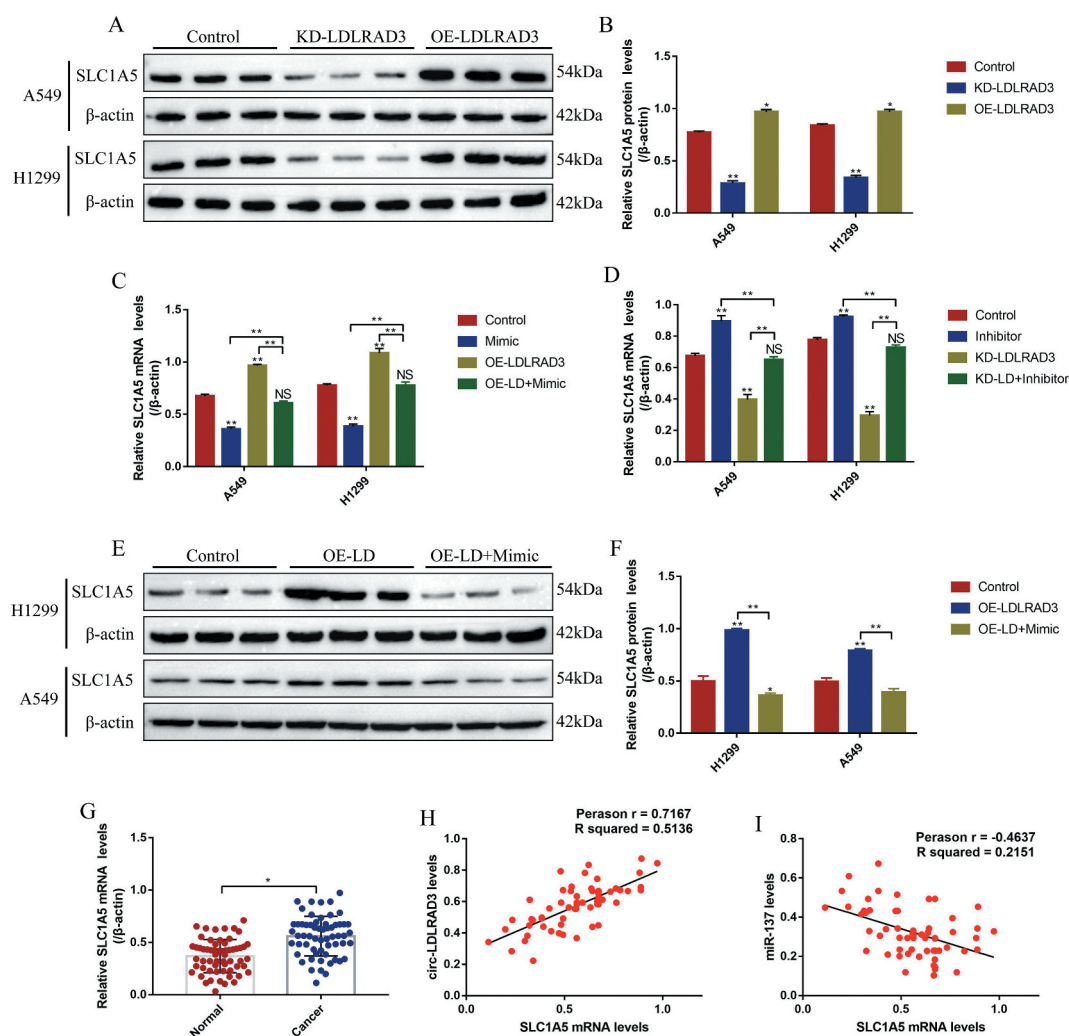 A
Control KD-LDLRAD3 OE-LDLRAD3
A549
SLC1A5 54kDa
β-actin 42kDa
H1299
SLC1A5 54kDa
β-actin 42kDa
B
Relative SLC1A5 protein levels
(/β-actin)
1.5
1.0
0.5
0.0
** * ** *
A549 H1299
Control
KD-LDLRAD3
OE-LDLRAD3
C
Relative SLC1A5 mRNA levels
(/β-actin)
1.5
1.0
0.5
0.0
** **
** **
** ** NS ** ** NS
A549 H1299
Control
Mimic
OE-LDLRAD3
OE-LD+Mimic
D
Relative SLC1A5 mRNA levels
(/β-actin)
1.0
0.8
0.6
0.4
0.2
0.0
** **
** ** ** **
** NS ** NS
A549 H1299
Control
Inhibitor
KD-LDLRAD3
KD-LD+Inhibitor
E
Control OE-LD OE-LD+Mimic
H1299
SLC1A5 54kDa
β-actin 42kDa
A549
SLC1A5 54kDa
β-actin 42kDa
F
Relative SLC1A5 protein levels
(/β-actin)
1.5
1.0
0.5
0.0
** **
** * **
H1299 A549
Control
OE-LDLRAD3
OE-LD+Mimic
G
Relative SLC1A5 mRNA levels
(/β-actin)
1.5
1.0
0.5
0.0
*
Normal Cancer
H
Perason r = 0.7167
R squared = 0.5136
circ-LDLRAD3 levels
1.0
0.8
0.6
0.4
0.2
0.0
0.0 0.5 1.0
SLC1A5 mRNA levels
I
Perason r = -0.4637
R squared = 0.2151
miR-137 levels
0.8
0.6
0.4
0.2
0.0
0.0 0.5 1.0
SLC1A5 mRNA levels